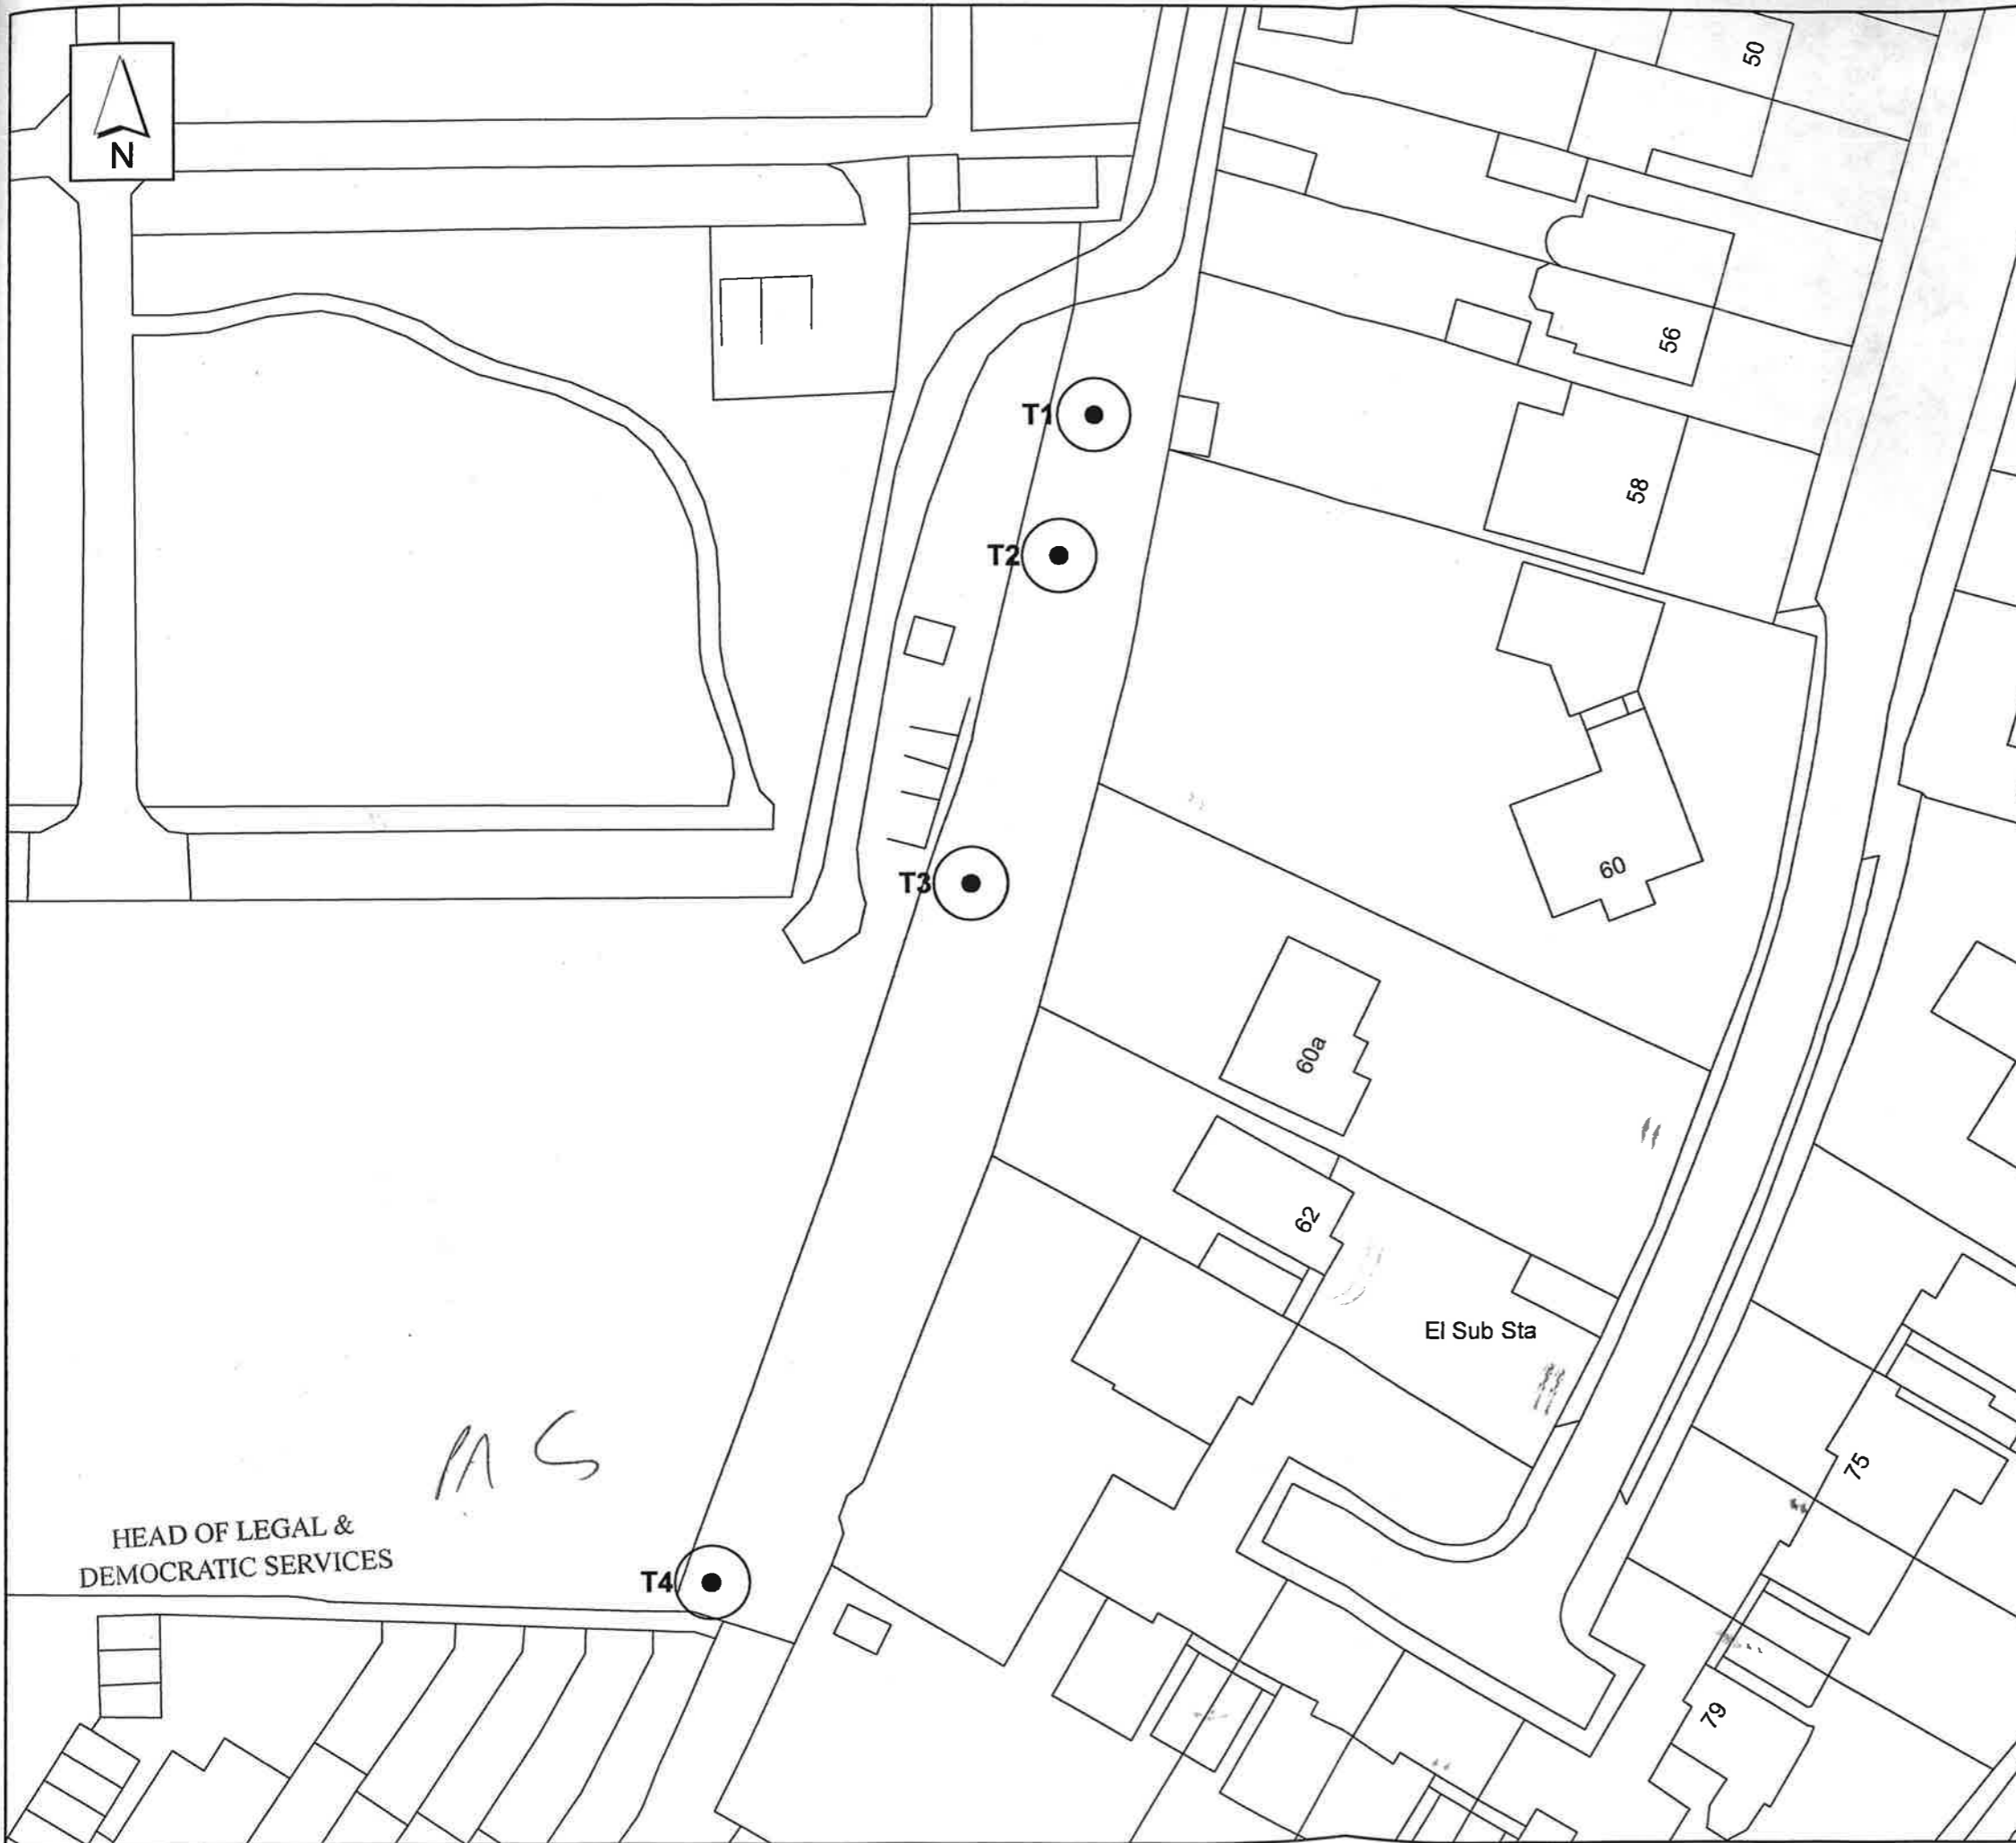 N
50
56
T1
58
T2
60
T3
60a
62
El Sub Sta
75
HEAD OF LEGAL &
DEMOCRATIC SERVICES
T4
79